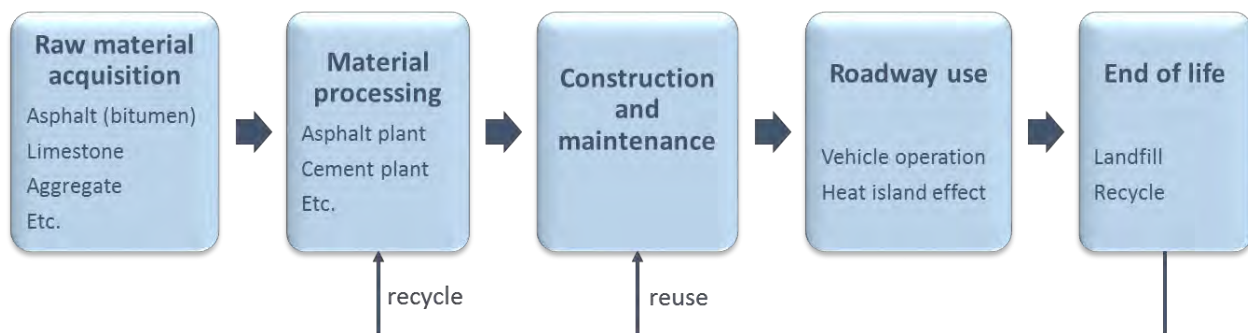 Raw material
acquisition
Asphalt (bitumen)
Limestone
Aggregate
Etc.
Material
processing
Asphalt plant
Cement plant
Etc.
Construction
and
maintenance
Roadway use
Vehicle operation
Heat island effect
End of life
Landfill
Recycle
recycle
reuse